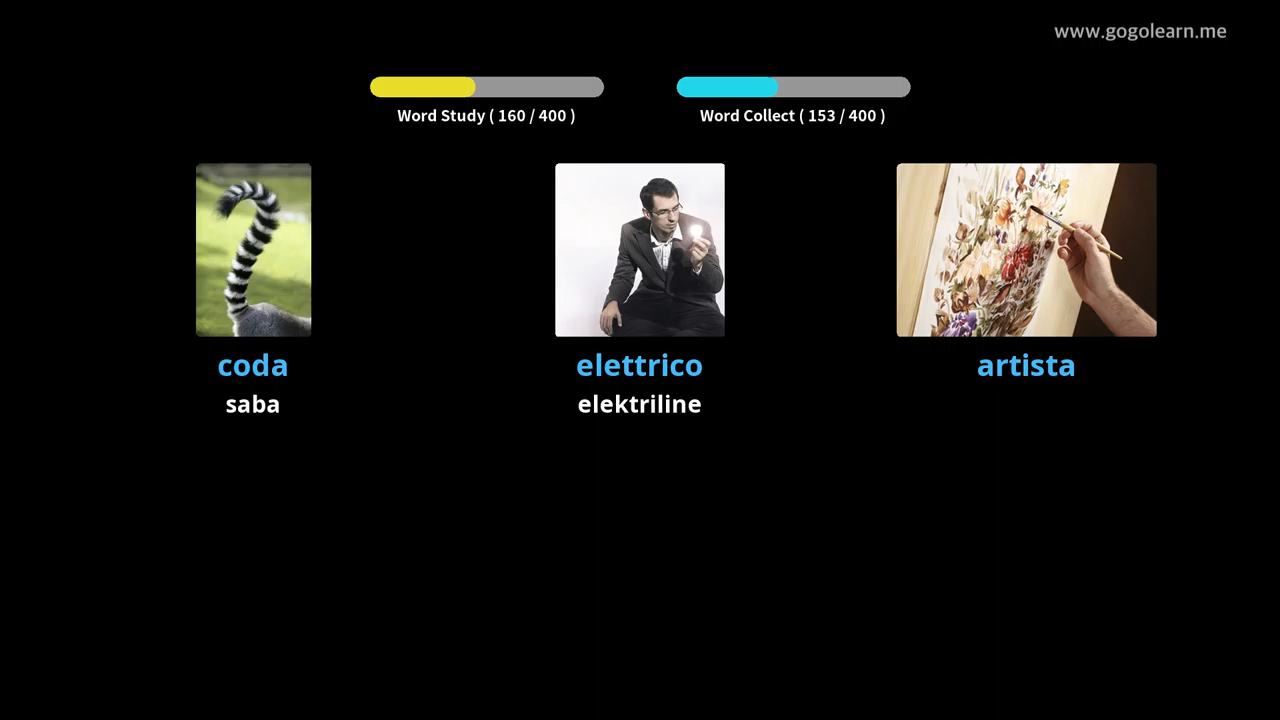 www.gogolearn.me
Word Study ( 160 / 400 )
Word Collect ( 153 / 400 )
coda
elettrico
artista
saba
elektriline